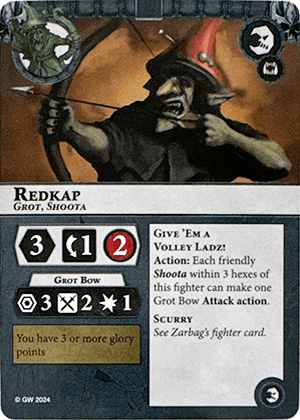 REDKAP
GROT, SHOOTA
3 1 2
GROT BOW
3 2 1
You have 3 or more glory
points
GIVE 'EM A
VOLLEY LADZ!
Action: Each friendly
Shoota within 3 hexes of
this fighter can make one
Grot Bow Attack action.
SCURRY
See Zarbag's fighter card.
© GW 2024